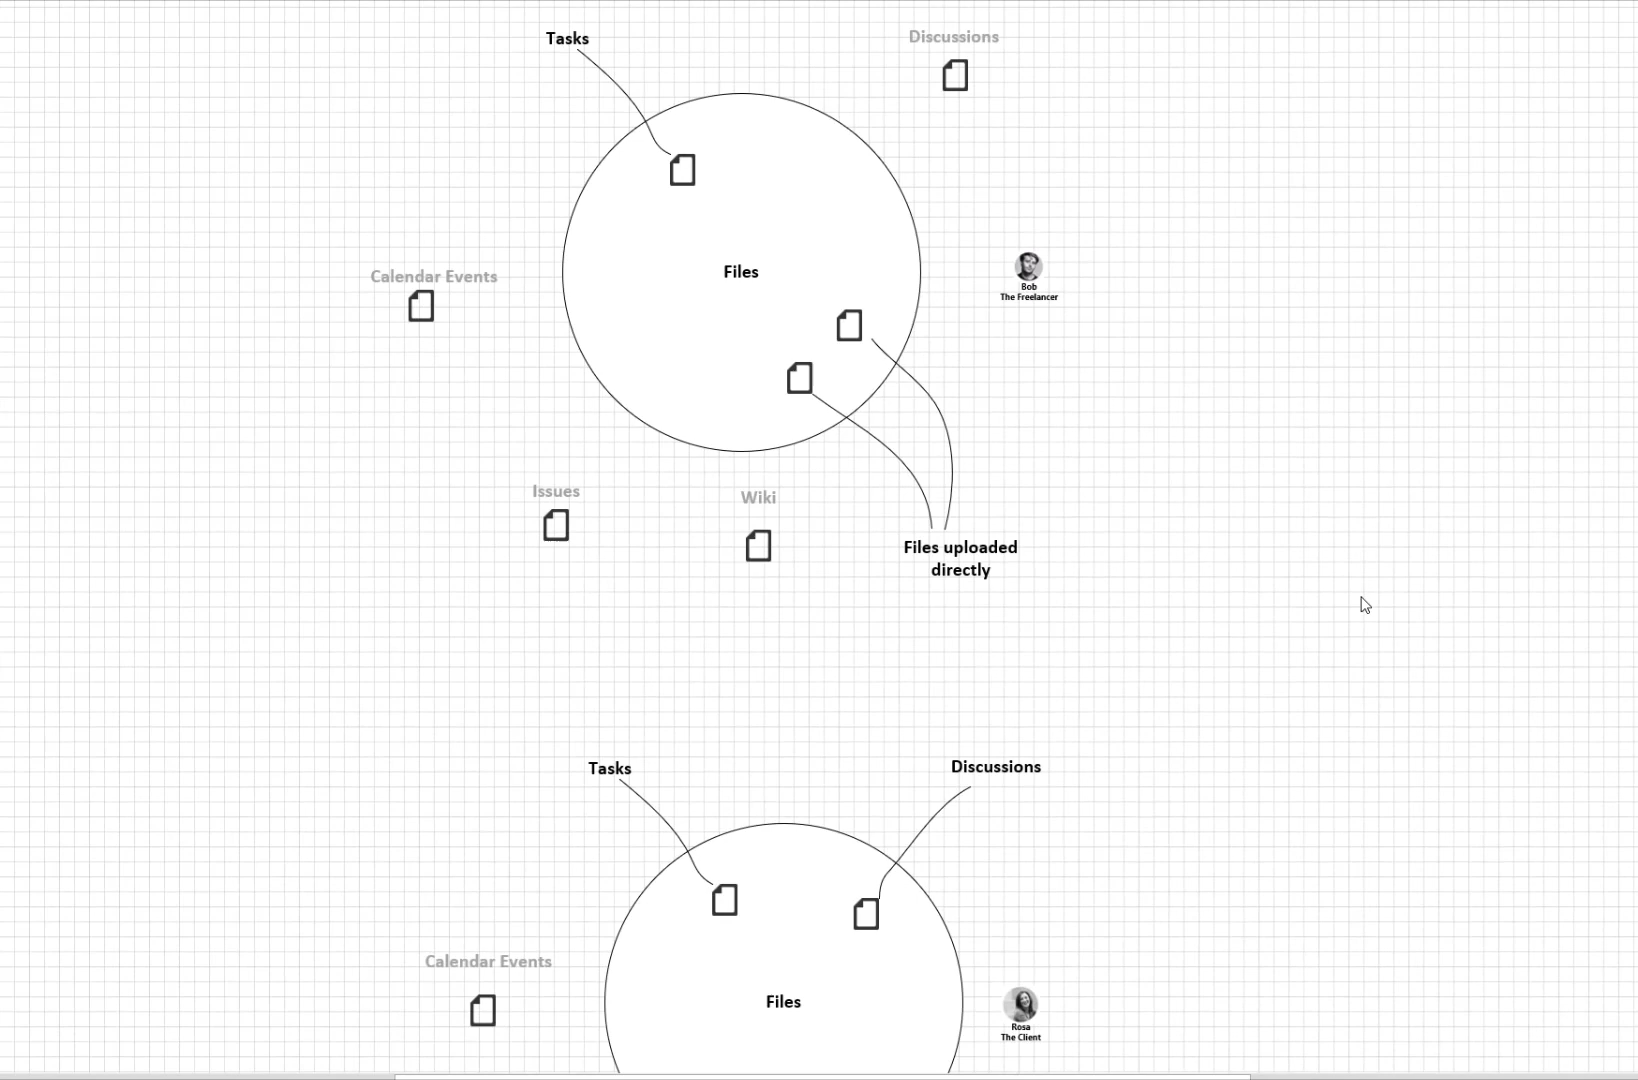 Tasks
Discussions
Calendar Events
Files
Bob
The Freelancer
Issues
Wiki
Files uploaded
directly
Tasks
Discussions
Calendar Events
Files
Rosa
The Client